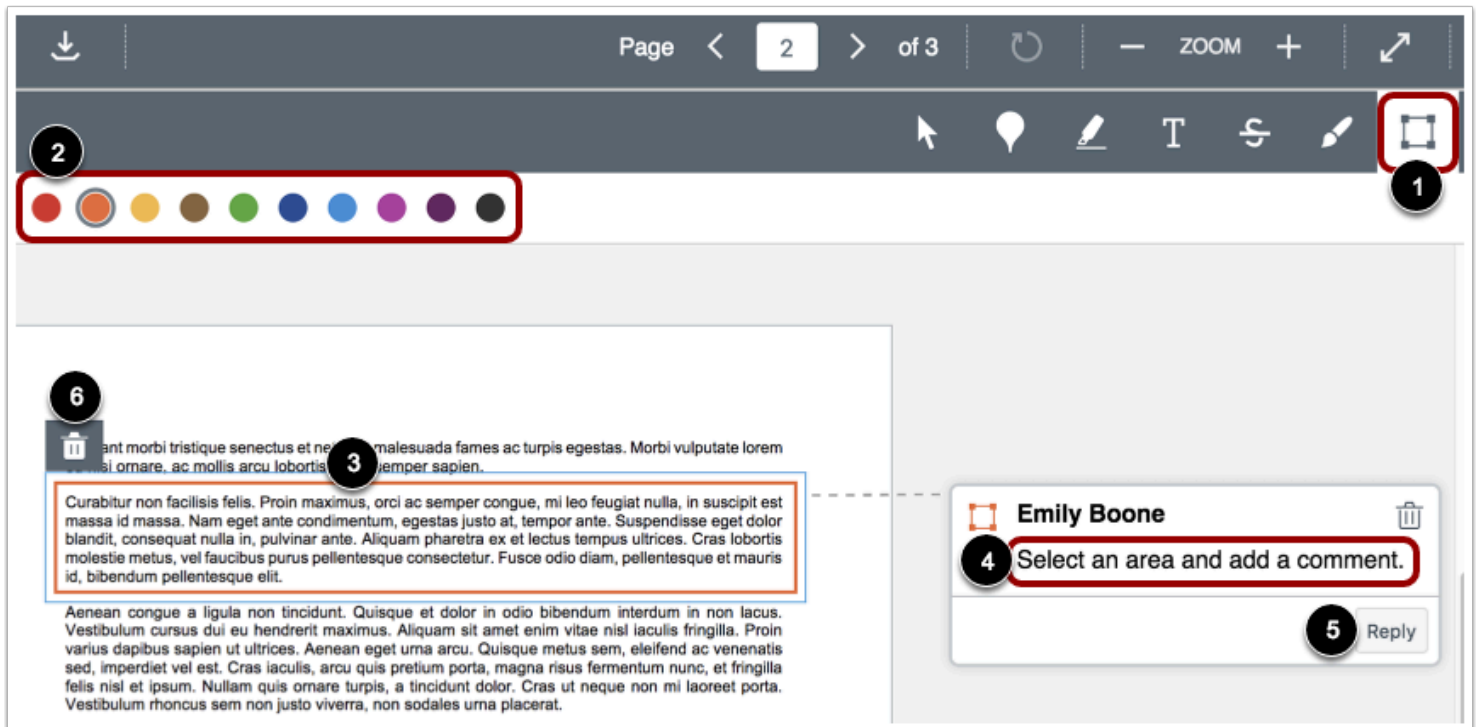 Page 2 of 3 ZOOM
T S
2
1
6
ant morbi tristique senectus et ne malesuada fames ac turpis egestas. Morbi vulputate lorem
si ornare, ac mollis arcu lobortis 3 emper sapien.
Curabitur non facilisis felis. Proin maximus, orci ac semper congue, mi leo feugiat nulla, in suscipit est
massa id massa. Nam eget ante condimentum, egestas justo at, tempor ante. Suspendisse eget dolor
blandit, consequat nulla in, pulvinar ante. Aliquam pharetra ex et lectus tempus ultrices. Cras lobortis
molestie metus, vel faucibus purus pellentesque consectetur. Fusce odio diam, pellentesque et mauris
id, bibendum pellentesque elit.
Emily Boone
4 Select an area and add a comment.
5 Reply
Aenean congue a ligula non tincidunt. Quisque et dolor in odio bibendum interdum in non lacus.
Vestibulum cursus dui eu hendrerit maximus. Aliquam sit amet enim vitae nisl iaculis fringilla. Proin
varius dapibus sapien ut ultrices. Aenean eget urna arcu. Quisque metus sem, eleifend ac venenatis
sed, imperdiet vel est. Cras iaculis, arcu quis pretium porta, magna risus fermentum nunc, et fringilla
felis nisl et ipsum. Nullam quis ornare turpis, a tincidunt dolor. Cras ut neque non mi laoreet porta.
Vestibulum rhoncus sem non justo viverra, non sodales urna placerat.